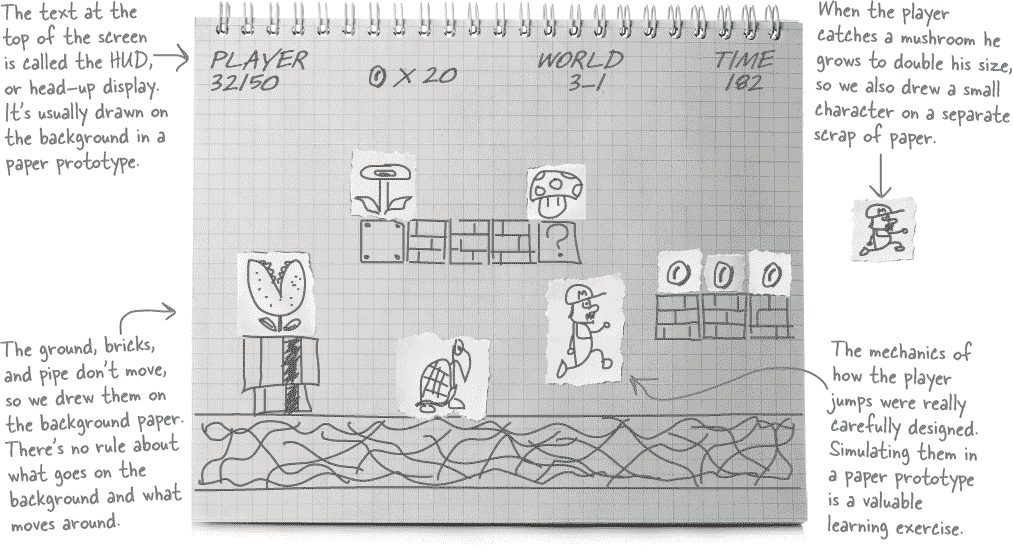 The text at the
top of the screen
is called the HUD,
or head-up display.
It's usually drawn on
the background in a
paper prototype.
PLAYER
32/150
X 20
WORLD
3-1
TIME
182
When the player
catches a mushroom he
grows to double his size,
so we also drew a small
character on a separate
scrap of paper.
M
?
M
The ground, bricks,
and pipe don't move,
so we drew them on
the background paper.
There's no rule about
what goes on the
background and what
moves around.
The mechanics of
how the player
jumps were really
carefully designed.
Simulating them in
a paper prototype
is a valuable
learning exercise.